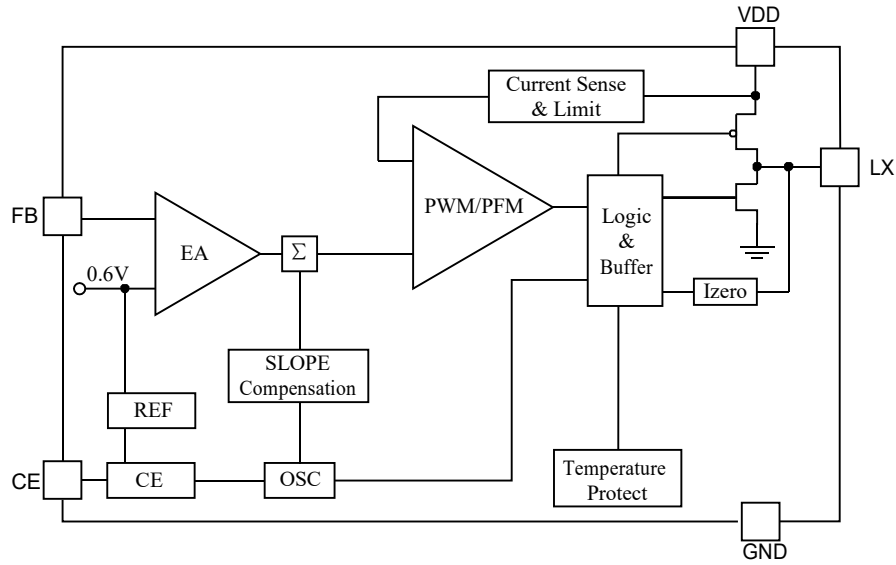 VDD
Current Sense
& Limit
LX
FB
EA
Σ
PWM/PFM
Logic
&
Buffer
0.6V
Izero
SLOPE
Compensation
REF
CE
CE
OSC
Temperature
Protect
GND